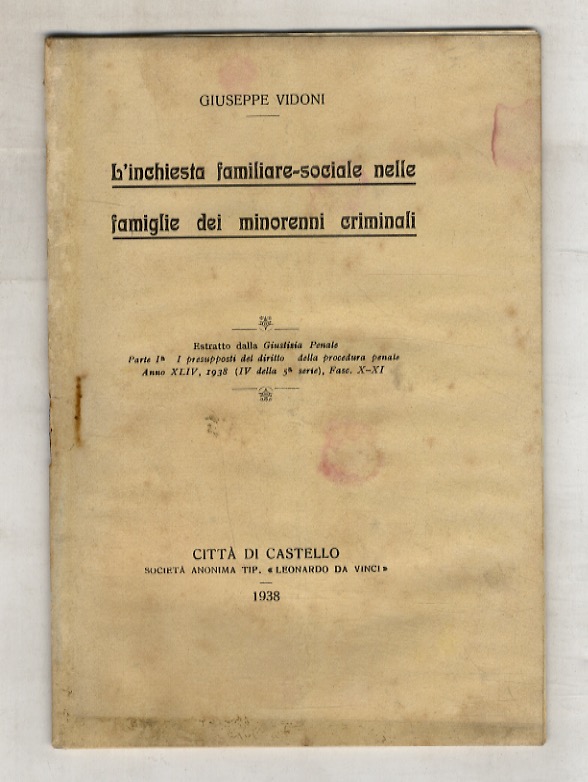 GIUSEPPE VIDONI
L'inchiesta familiare-sociale nelle
famiglie dei minorenni criminali
Estratto dalla Giustizia Penale
Parte Iª I presupposti del diritto della procedura penale
Anno XLIV, 1938 (IV della 5ª serie), Fasc. X-XI
CITTÀ DI CASTELLO
SOCIETÀ ANONIMA TIP. «LEONARDO DA VINCI»
1938